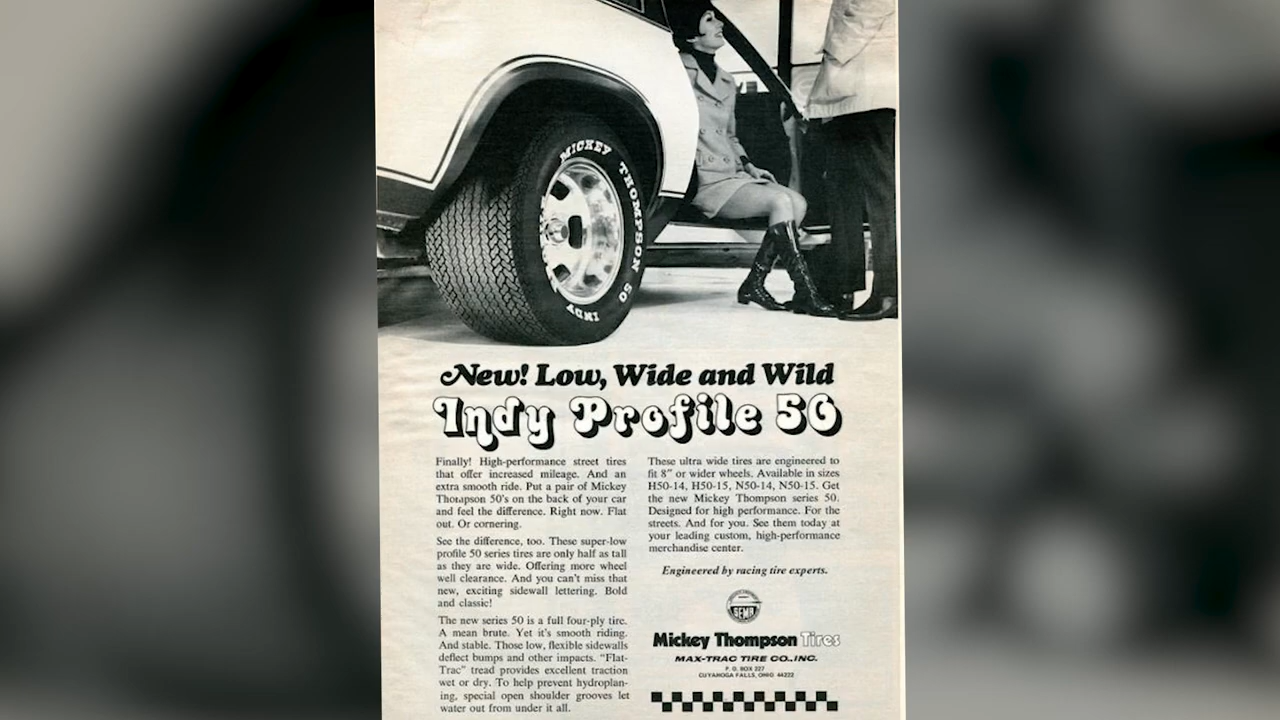 MICKEY THOMPSON 50
INDY
New! Low, Wide and Wild
Indy Profile 50
Finally! High-performance street tires
that offer increased mileage. And an
extra smooth ride. Put a pair of Mickey
Thompson 50's on the back of your car
and feel the difference. Right now. Flat
out. Or cornering.
See the difference, too. These super-low
profile 50 series tires are only half as tall
as they are wide. Offering more wheel
well clearance. And you can't miss that
new, exciting sidewall lettering. Bold
and classic!
The new series 50 is a full four-ply tire.
A mean brute. Yet it's smooth riding.
And stable. Those low, flexible sidewalls
deflect bumps and other impacts. "Flat-
Trac" tread provides excellent traction
wet or dry. To help prevent hydroplan-
ing, special open shoulder grooves let
water out from under it all.
These ultra wide tires are engineered to
fit 8" or wider wheels. Available in sizes
H50-14, H50-15, N50-14, N50-15. Get
the new Mickey Thompson series 50.
Designed for high performance. For the
streets. And for you. See them today at
your leading custom, high-performance
merchandise center.
Engineered by racing tire experts.
SEMA
Mickey Thompson Tires
MAX-TRAC TIRE CO., INC.
P. O. BOX 227
CUYAHOGA FALLS, OHIO 44222